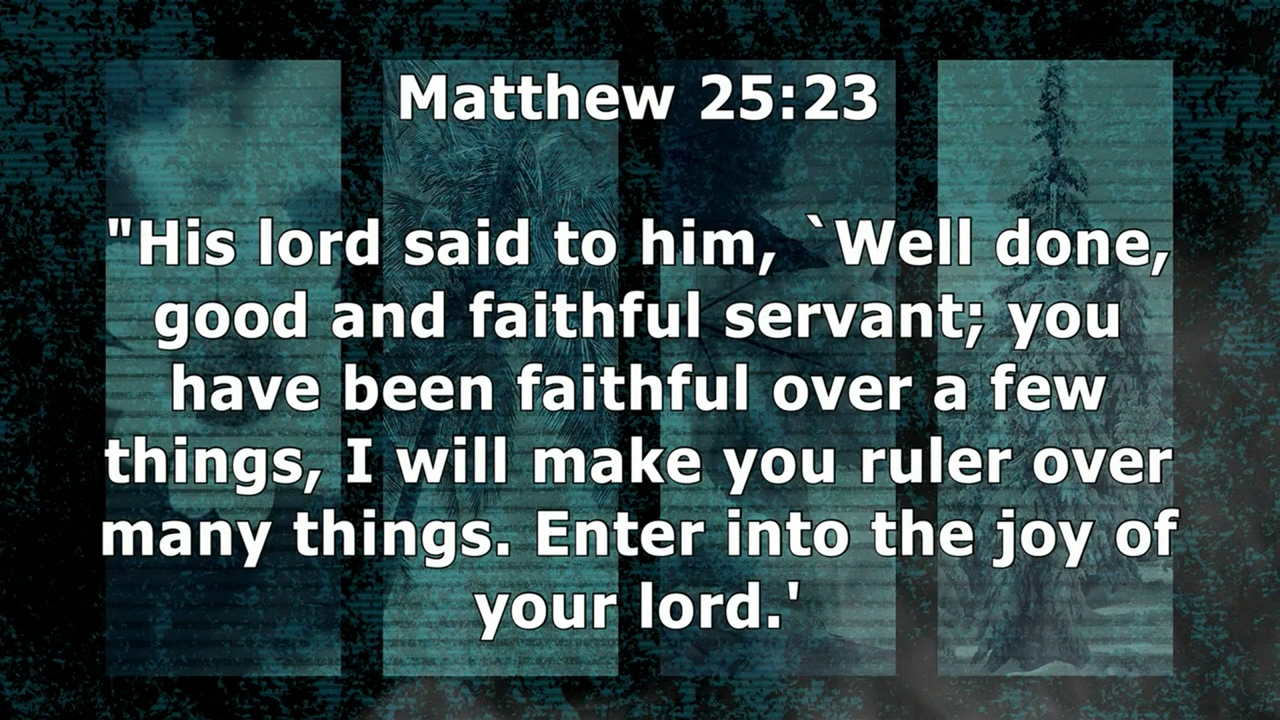 Matthew 25:23
"His lord said to him, `Well done,
good and faithful servant; you
have been faithful over a few
things, I will make you ruler over
many things. Enter into the joy of
your lord.'